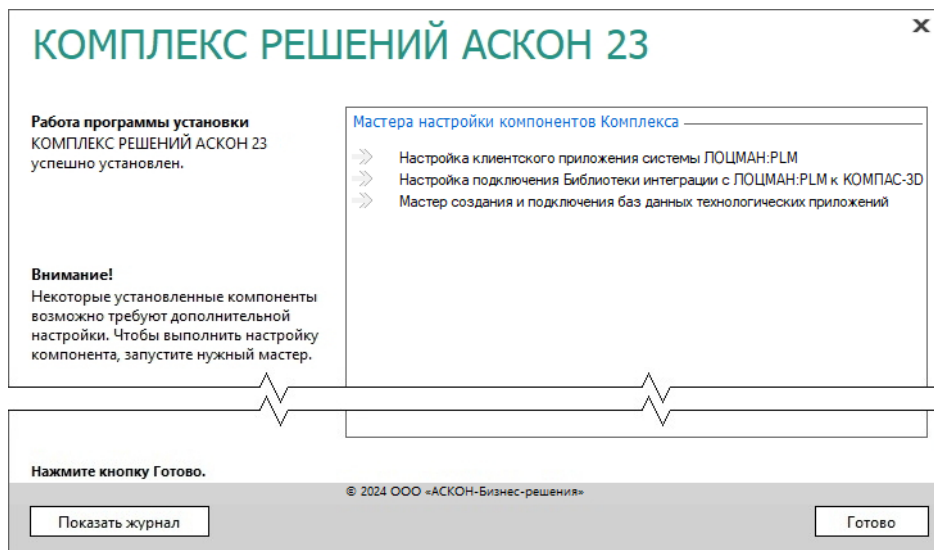 КОМПЛЕКС РЕШЕНИЙ АСКОН 23
Работа программы установки
КОМПЛЕКС РЕШЕНИЙ АСКОН 23
успешно установлен.
Внимание!
Некоторые установленные компоненты
возможно требуют дополнительной
настройки. Чтобы выполнить настройку
компонента, запустите нужный мастер.
Мастера настройки компонентов Комплекса
Настройка клиентского приложения системы ЛОЦМАН:PLM
Настройка подключения Библиотеки интеграции с ЛОЦМАН:PLM к КОМПАС-3D
Мастер создания и подключения баз данных технологических приложений
Нажмите кнопку Готово.
© 2024 ООО «АСКОН-Бизнес-решения»
Показать журнал
Готово